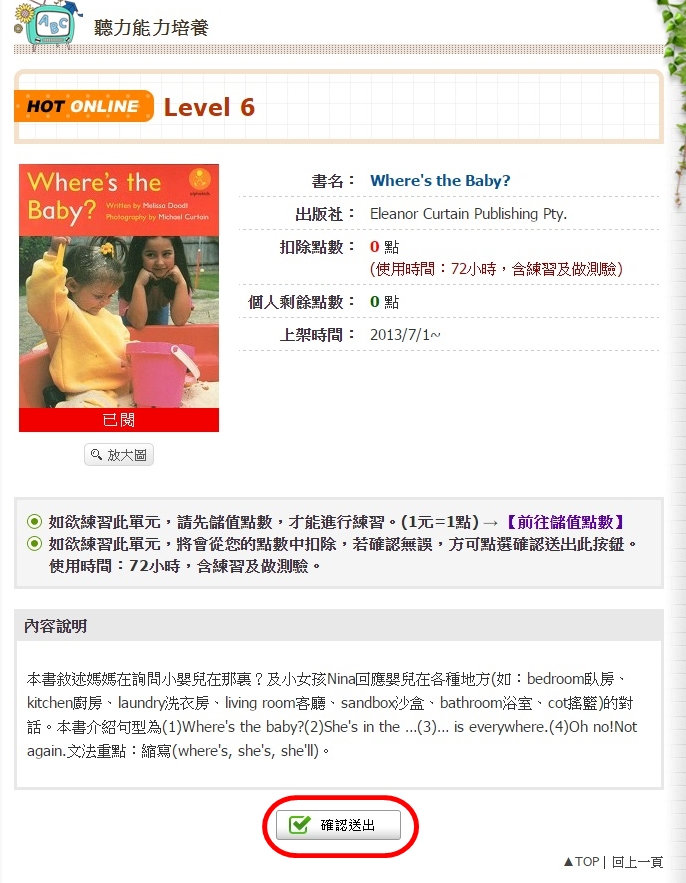 ABC
聽力能力培養
HOT ONLINE Level 6
Where's the
Baby?
Written by Melissa Doodt
Photography by Michael Curtain
alphakids
已閱
放大圖
書名： Where's the Baby?
出版社： Eleanor Curtain Publishing Pty.
扣除點數： 0 點
(使用時間：72小時，含練習及做測驗)
個人剩餘點數： 0 點
上架時間： 2013/7/1~
如欲練習此單元，請先儲值點數，才能進行練習。(1元=1點) →【前往儲值點數】
如欲練習此單元，將會從您的點數中扣除，若確認無誤，方可點選確認送出此按鈕。
使用時間：72小時，含練習及做測驗。
內容說明
本書敘述媽媽在詢問小嬰兒在那裏？及小女孩Nina回應嬰兒在各種地方(如：bedroom臥房、
kitchen廚房、laundry洗衣房、living room客廳、sandbox沙盒、bathroom浴室、cot搖籃)的對
話。本書介紹句型為(1)Where's the baby?(2)She's in the ...(3)... is everywhere.(4)Oh no!Not
again.文法重點：縮寫(where's, she's, she'll)。
確認送出
▲TOP | 回上一頁